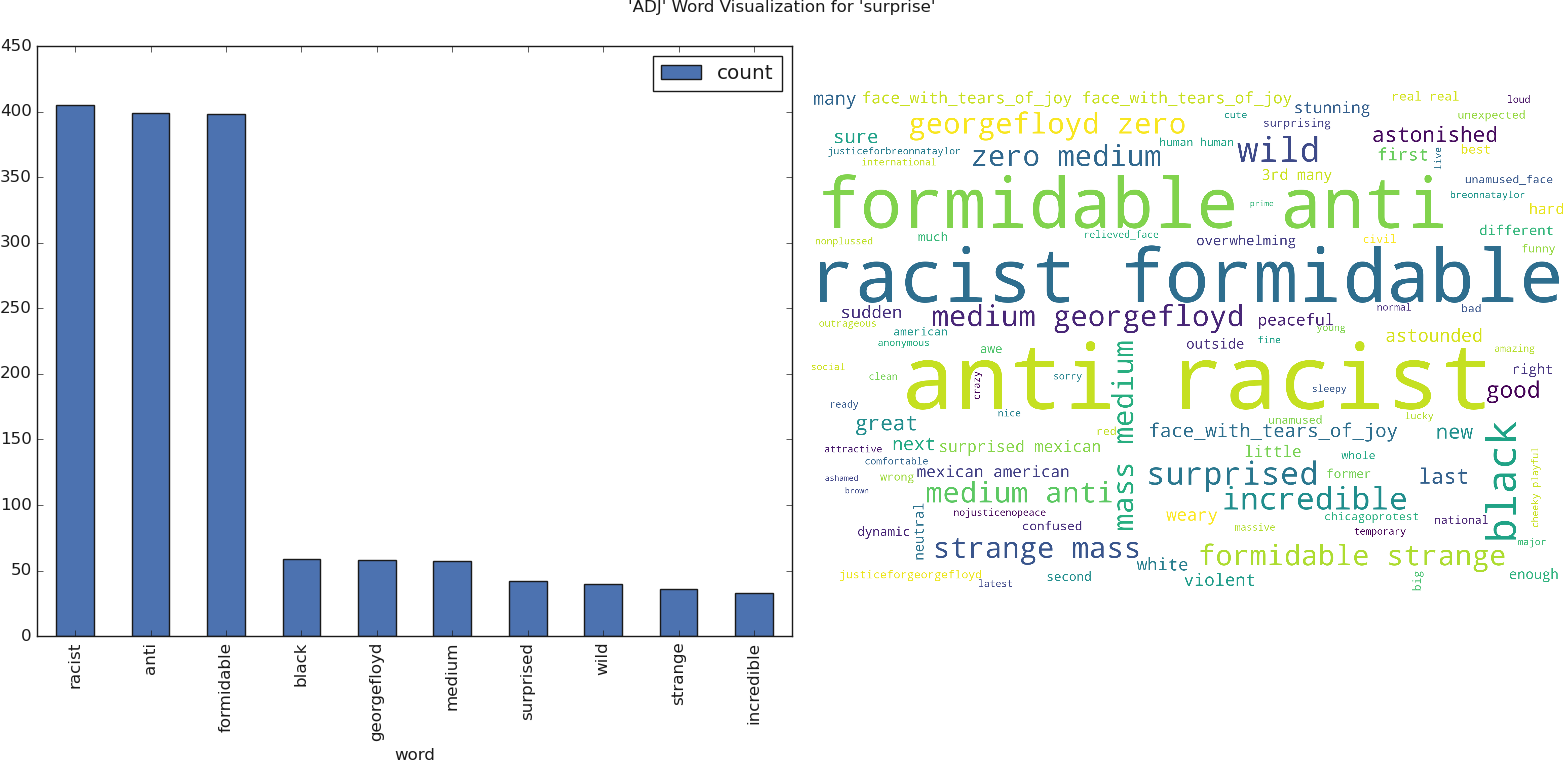 'ADJ' Word Visualization for 'surprise'
450
400
350
300
250
200
150
100
50
0
count
racist
anti
formidable
black
georgefloyd
medium
surprised
wild
strange
incredible
word
many face_with_tears_of_joy face_with_tears_of_joy stunning real real loud
georgefloyd zero cute surprising unexpected
sure astonished
justiceforbreonnataylor zero medium human human wild first live best
international 3rd many unamused_face
formidable anti prime breonnataylor hard
nonplussed much relieved_face overwhelming civil different funny
racist formidable
sudden medium georgefloyd peaceful normal bad
outrageous american young astounded
anonymous awe mass medium outside fine amazing
social clean crazy anti racist sorry sleepy right good
ready nice lucky
great unamused black
attractive next surprised mexican red face_with_tears_of_joy new
comfortable little whole
ashamed wrong mexican american surprised former last cheeky playful
brown medium anti incredible
nojusticenopeace weary chicagoprotest
dynamic neutral confused massive temporary national major
strange mass white formidable strange
justiceforgeorgefloyd latest second violent big enough